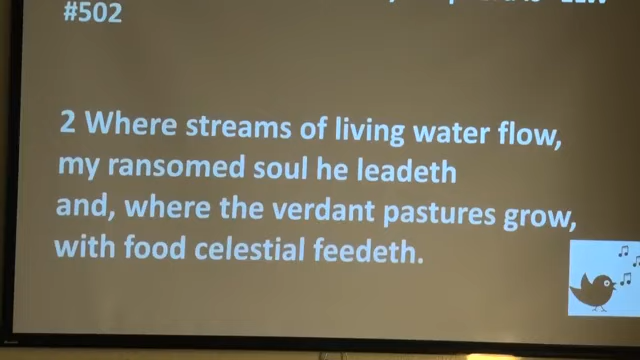 #502
2 Where streams of living water flow,
my ransomed soul he leadeth
and, where the verdant pastures grow,
with food celestial feedeth.